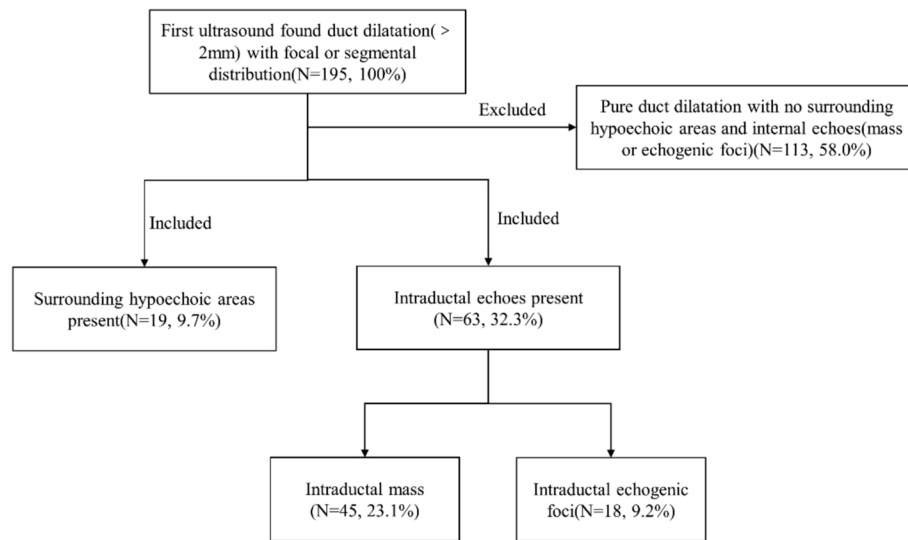 First ultrasound found duct dilatation( >
2mm) with focal or segmental
distribution(N=195, 100%)
Excluded
Pure duct dilatation with no surrounding
hypoechoic areas and internal echoes(mass
or echogenic foci)(N=113, 58.0%)
Included
Included
Surrounding hypoechoic areas
present(N=19, 9.7%)
Intraductal echoes present
(N=63, 32.3%)
Intraductal mass
(N=45, 23.1%)
Intraductal echogenic
foci(N=18, 9.2%)